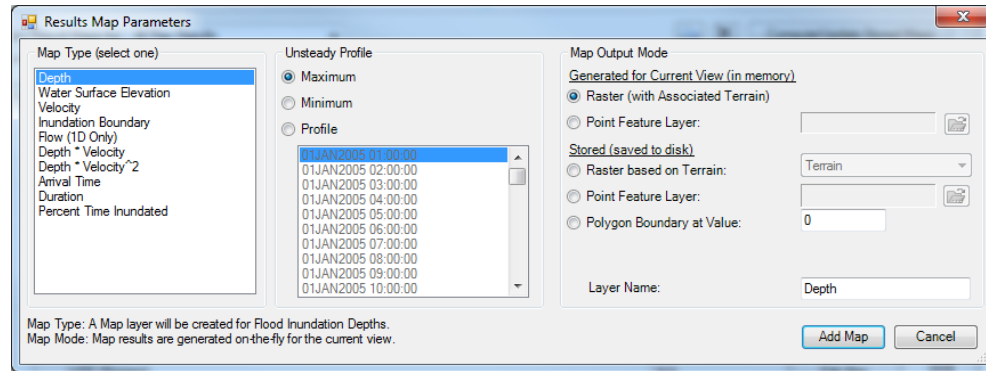 Results Map Parameters
Map Type (select one)
Depth
Water Surface Elevation
Velocity
Inundation Boundary
Flow (1D Only)
Depth * Velocity
Depth * Velocity^2
Arrival Time
Duration
Percent Time Inundated
Unsteady Profile
Maximum
Minimum
Profile
01JAN2005 01:00:00
01JAN2005 02:00:00
01JAN2005 03:00:00
01JAN2005 04:00:00
01JAN2005 05:00:00
01JAN2005 06:00:00
01JAN2005 07:00:00
01JAN2005 08:00:00
01JAN2005 09:00:00
01JAN2005 10:00:00
Map Output Mode
Generated for Current View (in memory)
Raster (with Associated Terrain)
Point Feature Layer:
Stored (saved to disk)
Raster based on Terrain: Terrain
Point Feature Layer:
Polygon Boundary at Value: 0
Layer Name: Depth
Map Type: A Map layer will be created for Flood Inundation Depths.
Map Mode: Map results are generated on-the-fly for the current view.
Add Map Cancel